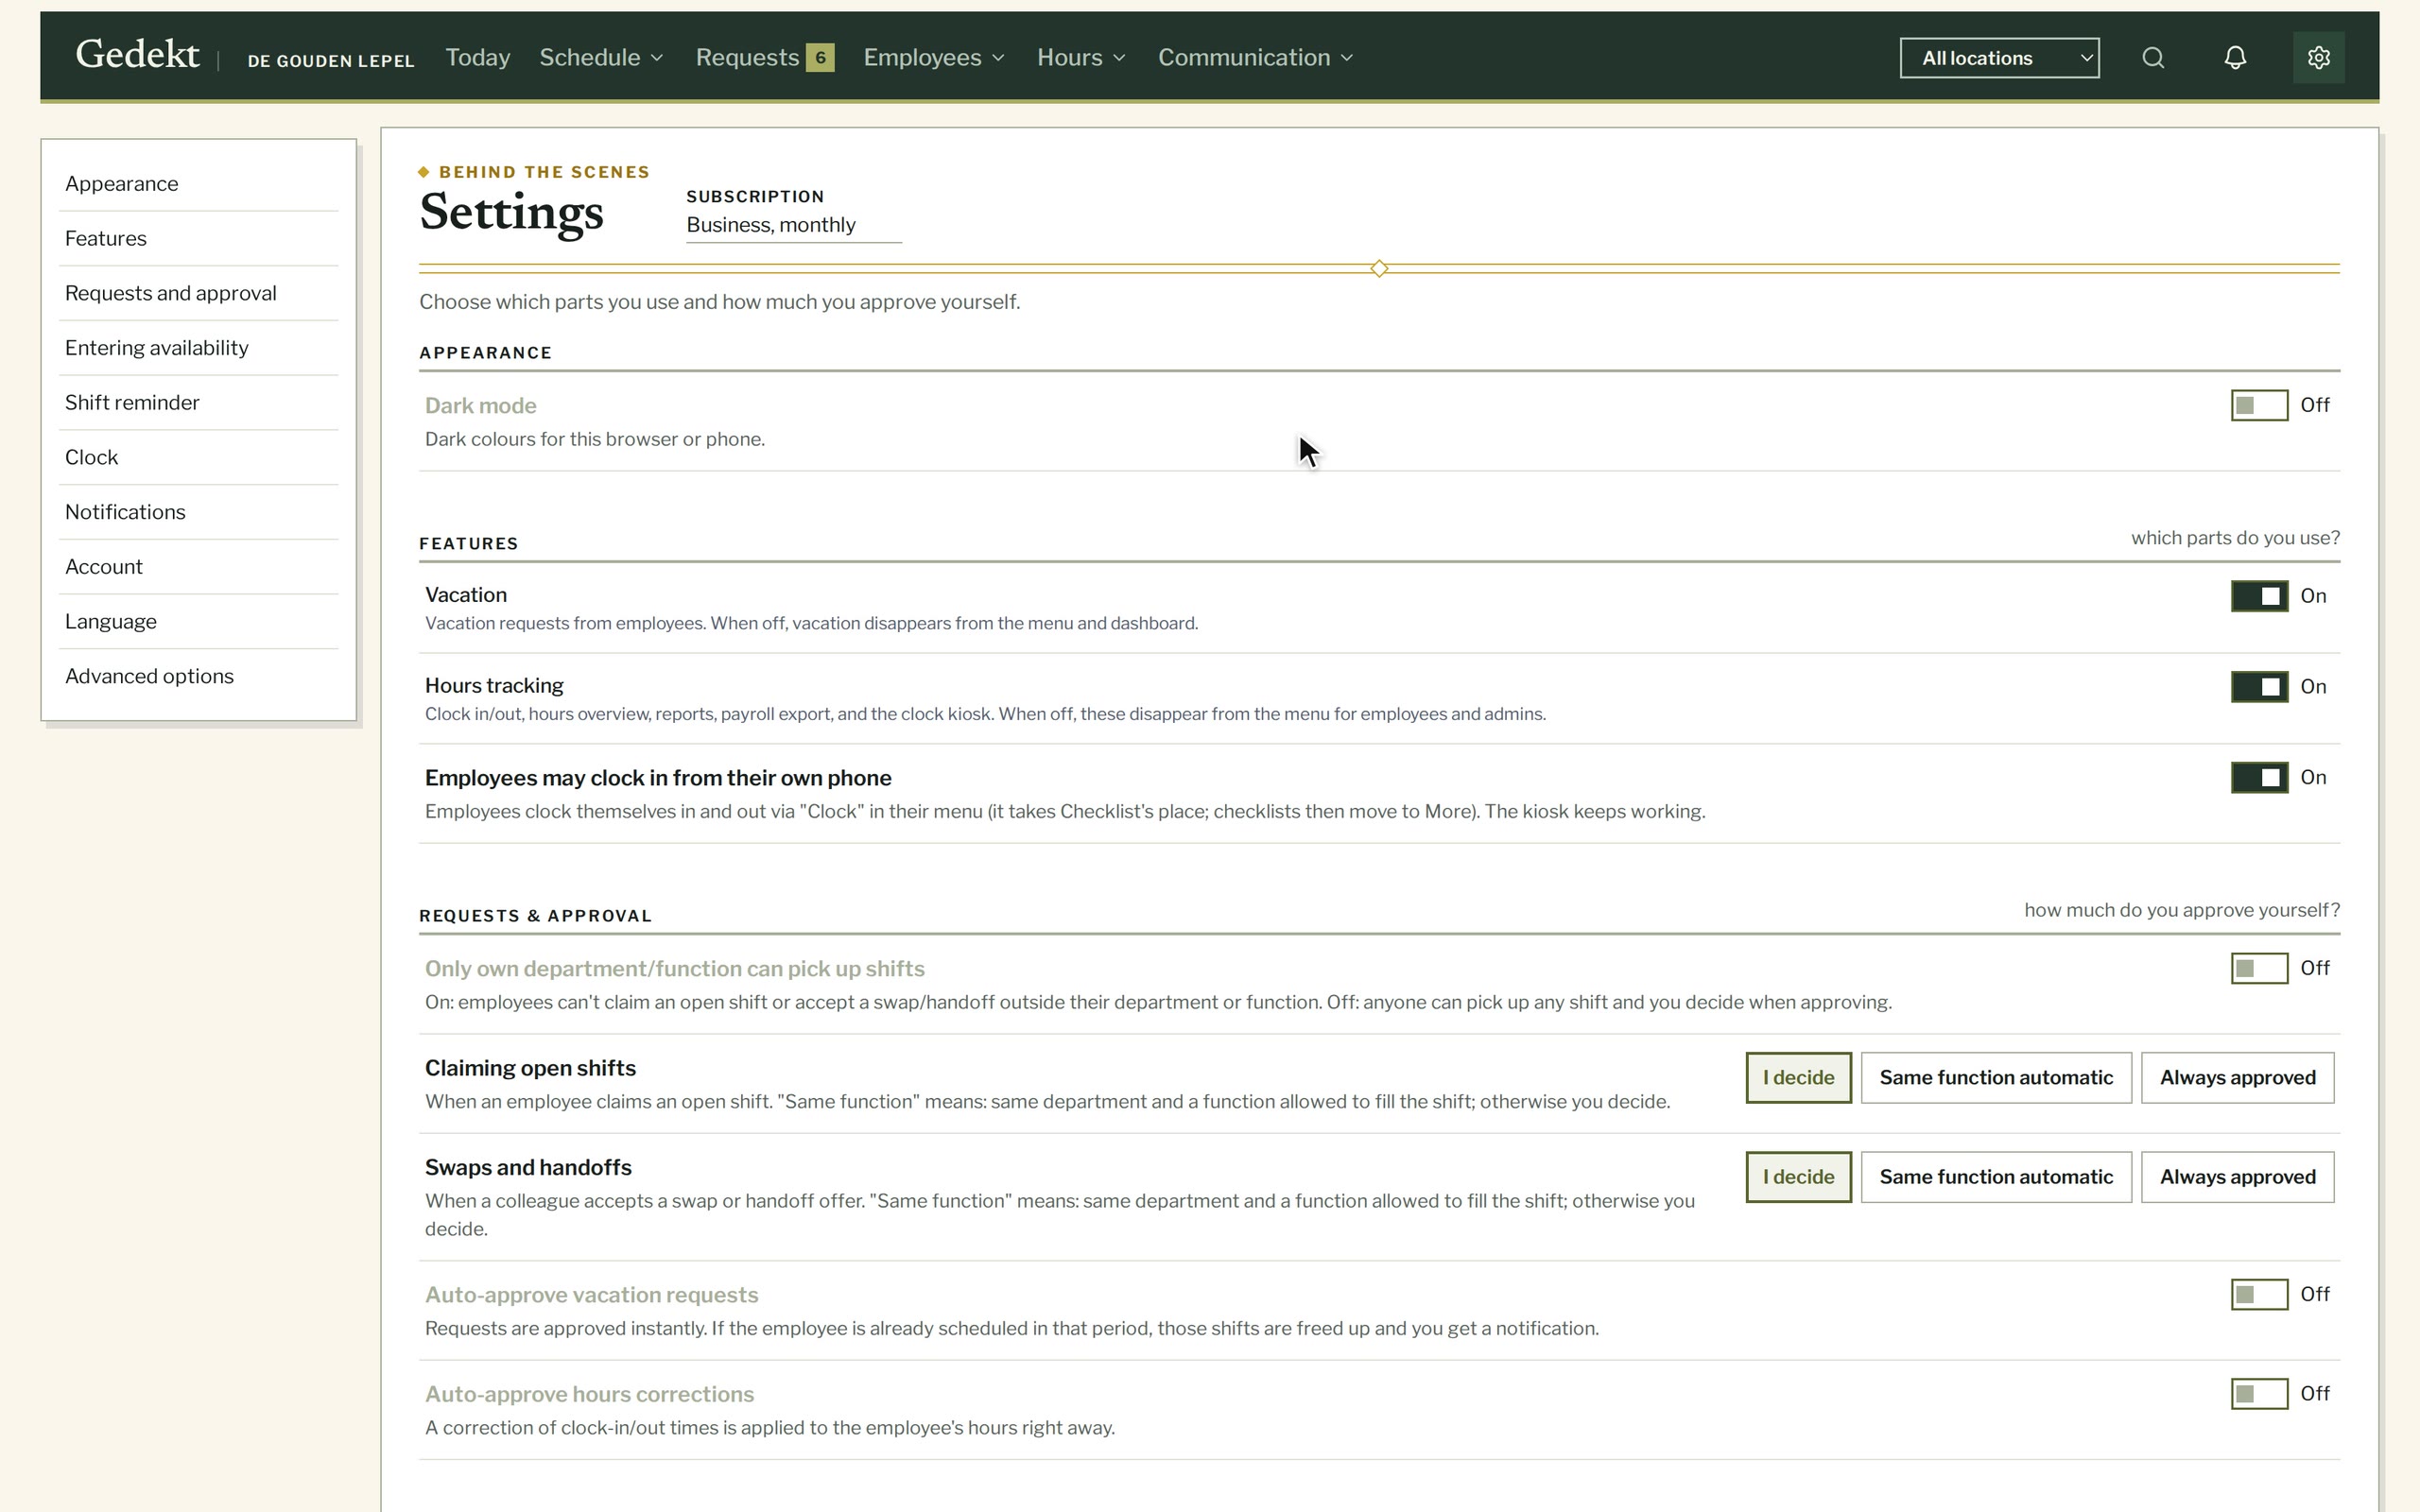 Gedekt
DE GOUDEN LEPEL
Today
Schedule
Requests 6
Employees
Hours
Communication
All locations
Appearance
Features
Requests and approval
Entering availability
Shift reminder
Clock
Notifications
Account
Language
Advanced options
BEHIND THE SCENES
Settings
SUBSCRIPTION
Business, monthly
Choose which parts you use and how much you approve yourself.
APPEARANCE
Dark mode
Off
Dark colours for this browser or phone.
FEATURES
which parts do you use?
Vacation
On
Vacation requests from employees. When off, vacation disappears from the menu and dashboard.
Hours tracking
On
Clock in/out, hours overview, reports, payroll export, and the clock kiosk. When off, these disappear from the menu for employees and admins.
Employees may clock in from their own phone
On
Employees clock themselves in and out via "Clock" in their menu (it takes Checklist's place; checklists then move to More). The kiosk keeps working.
REQUESTS & APPROVAL
how much do you approve yourself?
Only own department/function can pick up shifts
Off
On: employees can't claim an open shift or accept a swap/handoff outside their department or function. Off: anyone can pick up any shift and you decide when approving.
Claiming open shifts
I decide
Same function automatic
Always approved
When an employee claims an open shift. "Same function" means: same department and a function allowed to fill the shift; otherwise you decide.
Swaps and handoffs
I decide
Same function automatic
Always approved
When a colleague accepts a swap or handoff offer. "Same function" means: same department and a function allowed to fill the shift; otherwise you
decide.
Auto-approve vacation requests
Off
Requests are approved instantly. If the employee is already scheduled in that period, those shifts are freed up and you get a notification.
Auto-approve hours corrections
Off
A correction of clock-in/out times is applied to the employee's hours right away.